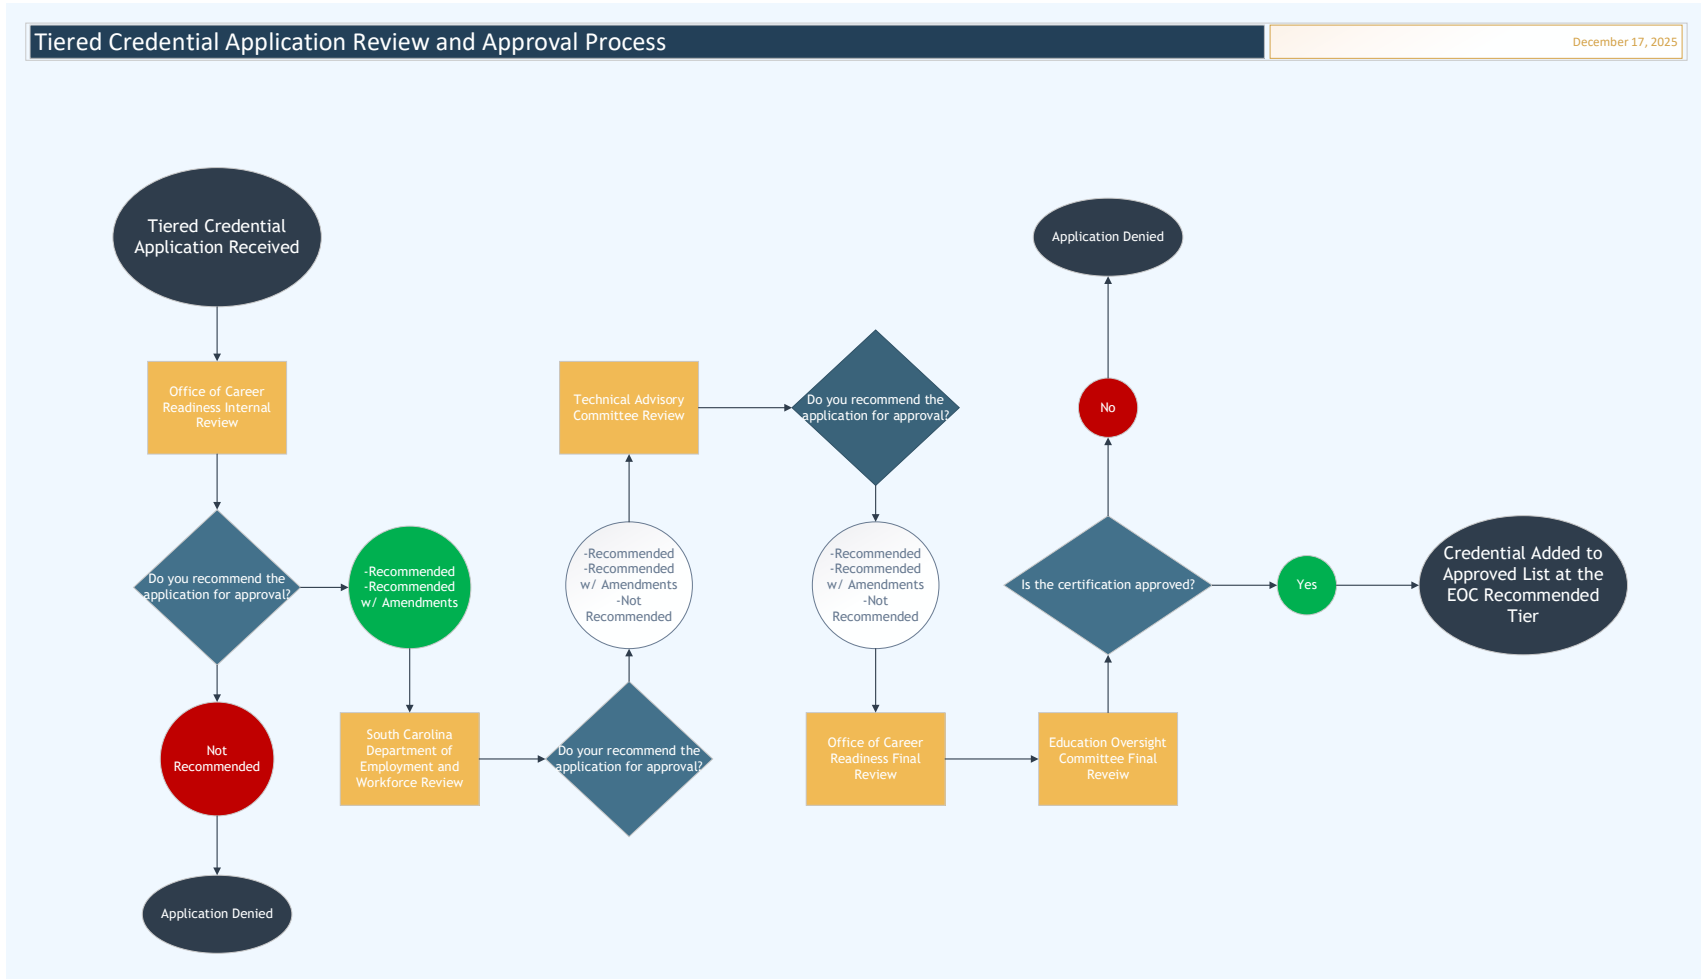 Tiered Credential Application Review and Approval Process
December 17, 2025
Tiered Credential
Application Received
Office of Career
Readiness Internal
Review
Do you recommend the
application for approval?
Not
Recommended
Application Denied
-Recommended
-Recommended
w/ Amendments
South Carolina
Department of
Employment and
Workforce Review
Do your recommend the
application for approval?
-Recommended
-Recommended
w/ Amendments
-Not
Recommended
Technical Advisory
Committee Review
Do you recommend the
application for approval?
-Recommended
-Recommended
w/ Amendments
-Not
Recommended
Office of Career
Readiness Final
Review
Education Oversight
Committee Final
Reveiw
Is the certification approved?
No
Application Denied
Yes
Credential Added to
Approved List at the
EOC Recommended
Tier